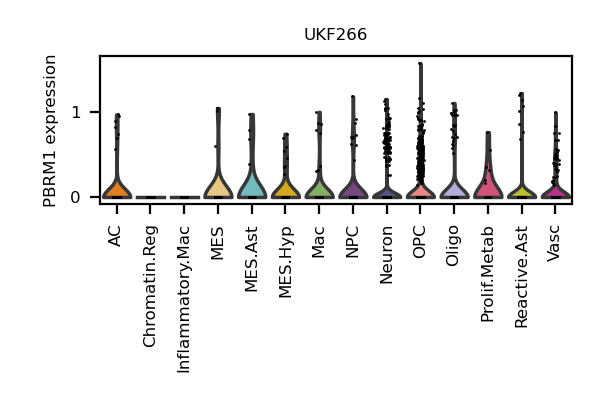 UKF266
PBRM1 expression
1
0
AC
Chromatin.Reg
Inflammatory.Mac
MES
MES.Ast
MES.Hyp
Mac
NPC
Neuron
OPC
Oligo
Prolif.Metab
Reactive.Ast
Vasc